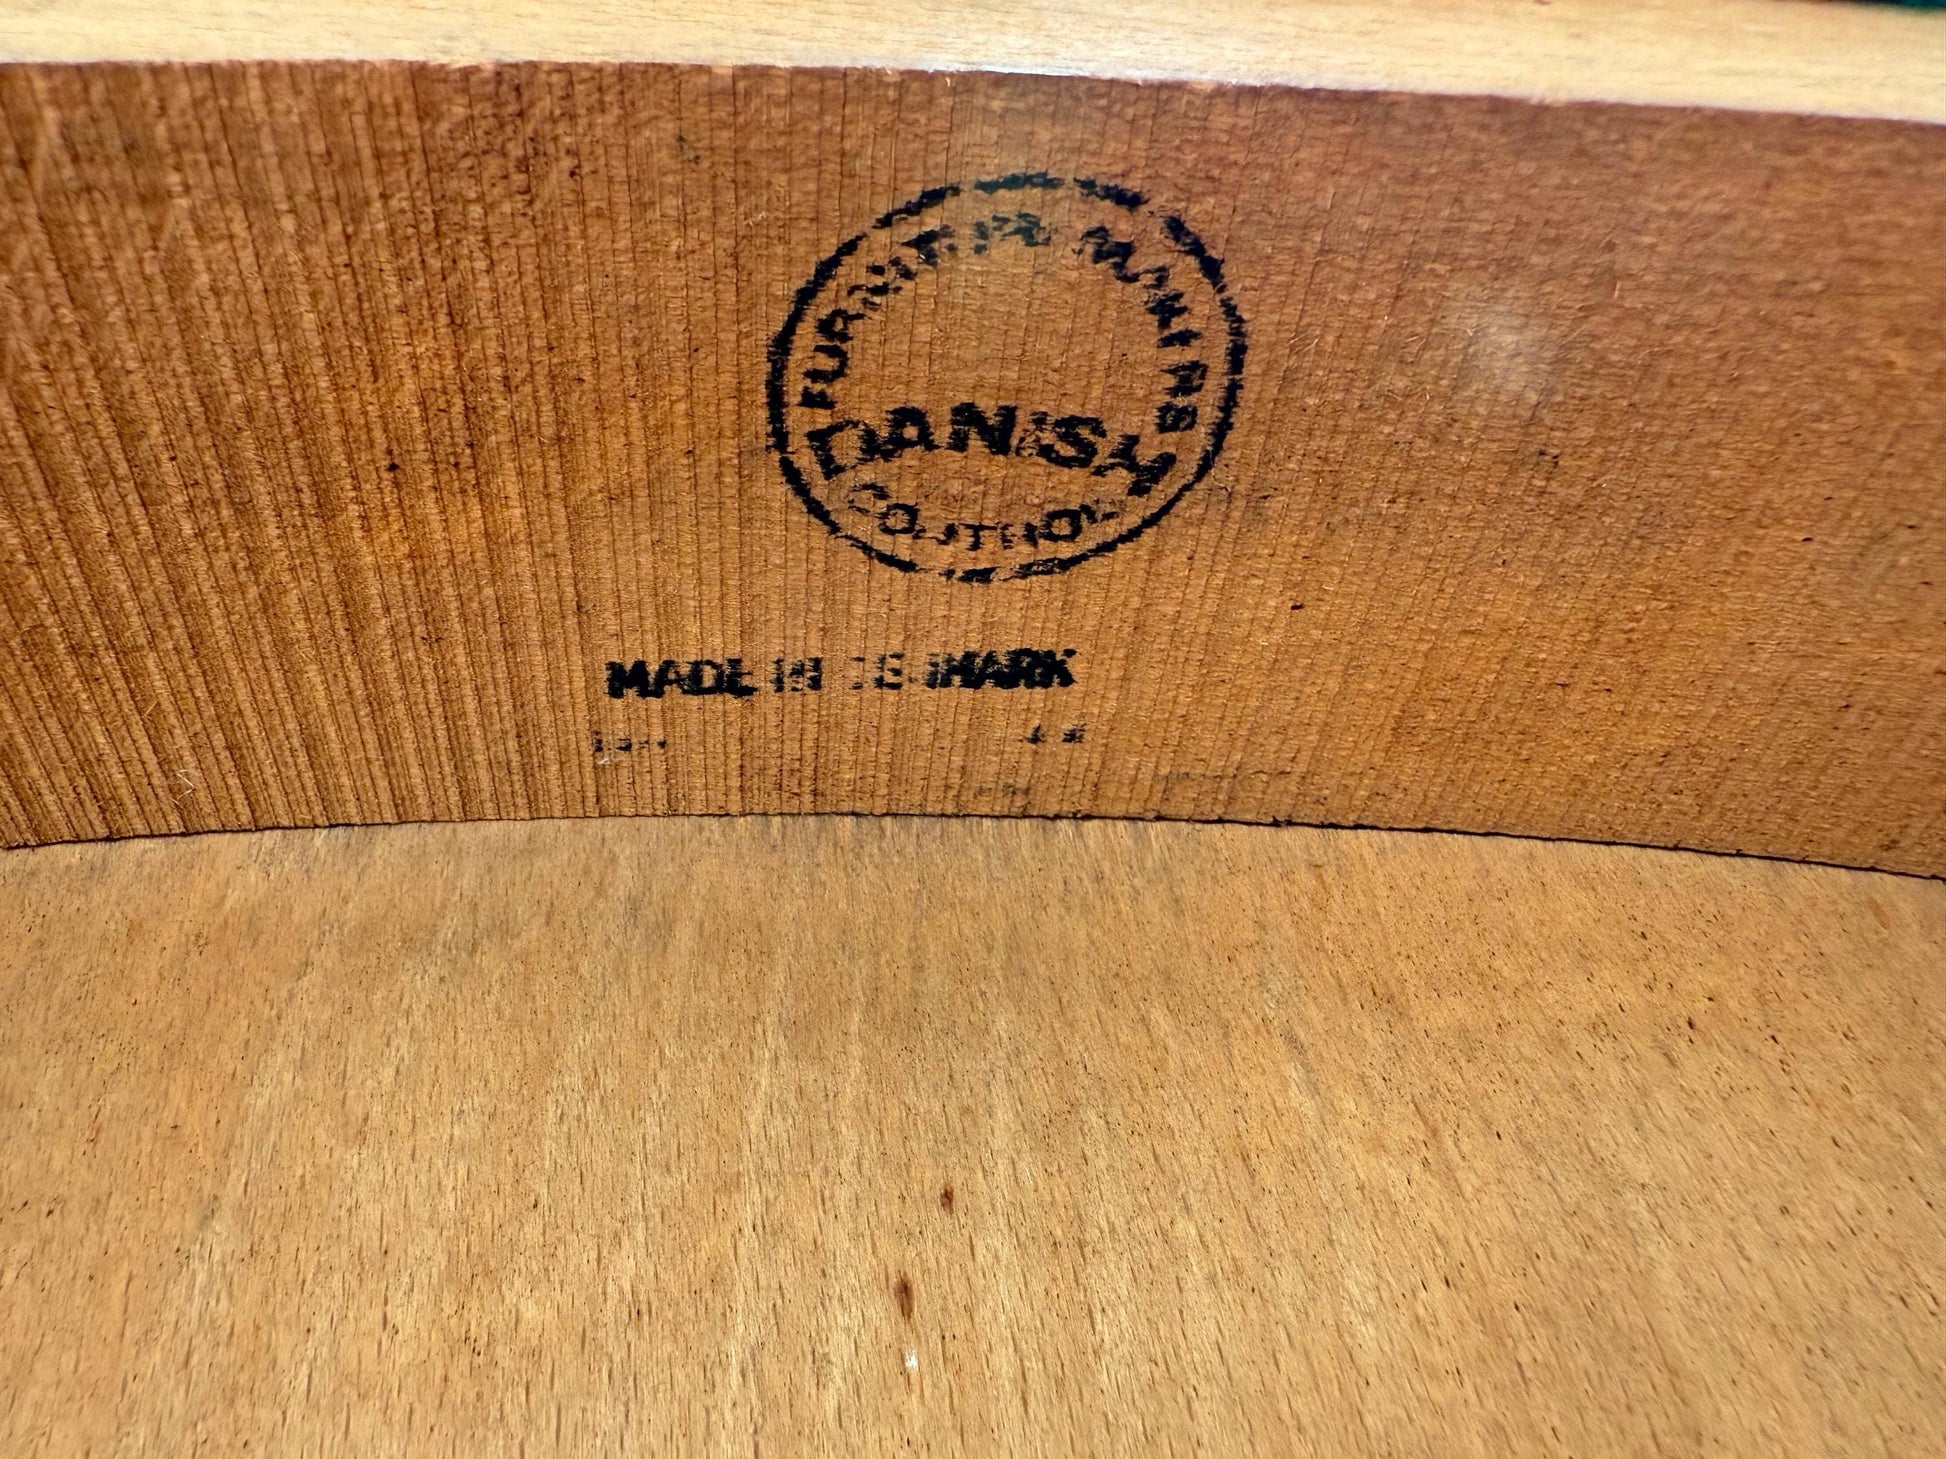 FURNITURE MAKERS
DANISH
CONTROL
MADE IN DENMARK